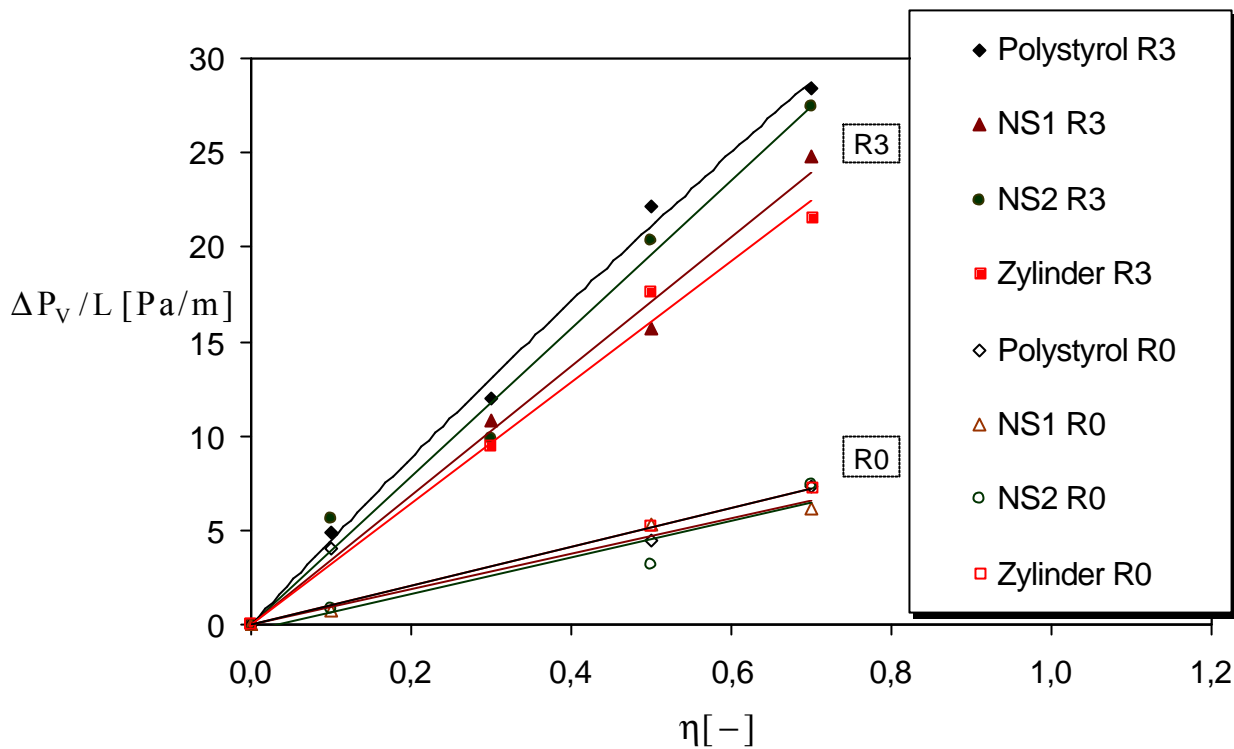 30
25
20
15
10
5
0
ΔP_V /L [Pa/m]
0,0
0,2
0,4
0,6
0,8
1,0
1,2
η[−]
R3
R0
Polystyrol R3
NS1 R3
NS2 R3
Zylinder R3
Polystyrol R0
NS1 R0
NS2 R0
Zylinder R0